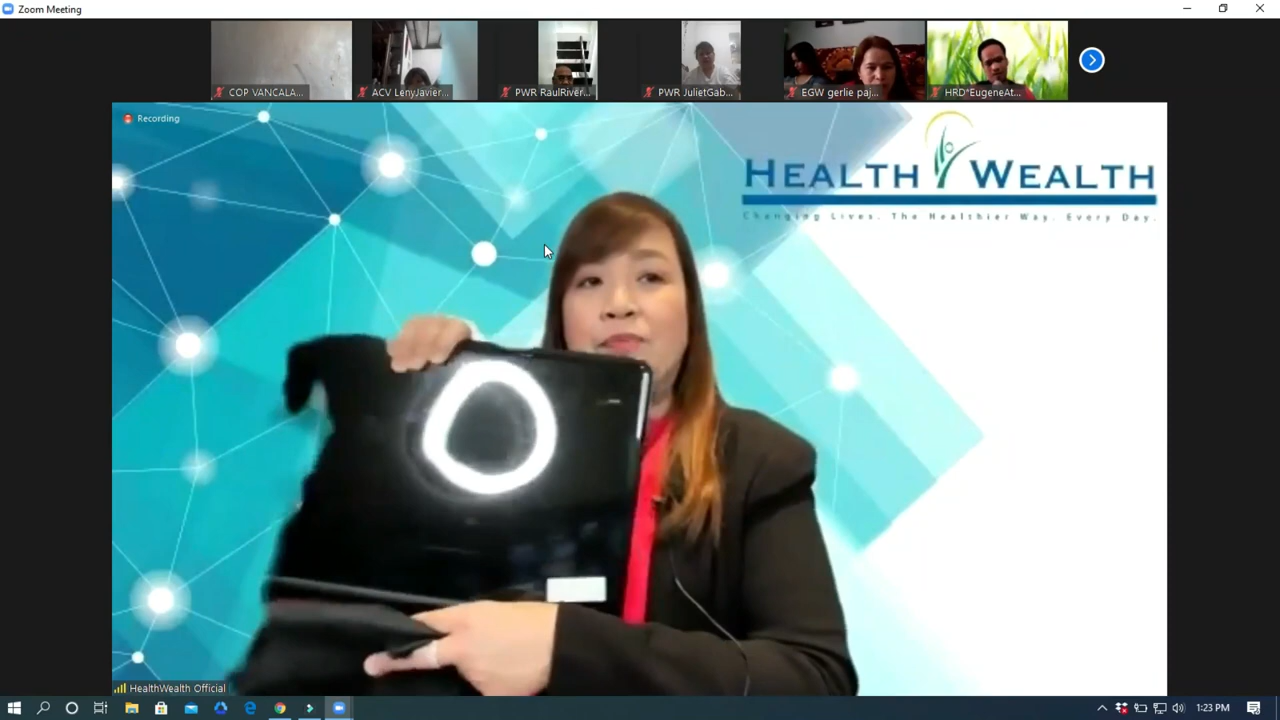 Zoom Meeting
COP VANCALA...
ACV LenyJavier...
PWR RaulRiver...
PWR JulietGab...
EGW gerlie paj...
HRD*EugeneAt...
Recording
HEALTH WEALTH
Changing Lives. The Healthier Way. Every Day.
HealthWealth Official
1:23 PM